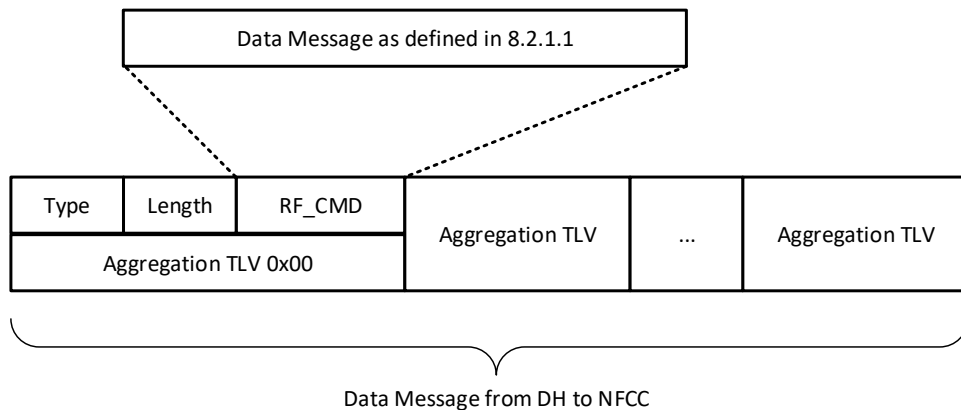 Data Message as defined in 8.2.1.1
Type Length RF_CMD
Aggregation TLV ... Aggregation TLV
Aggregation TLV 0x00
Data Message from DH to NFCC